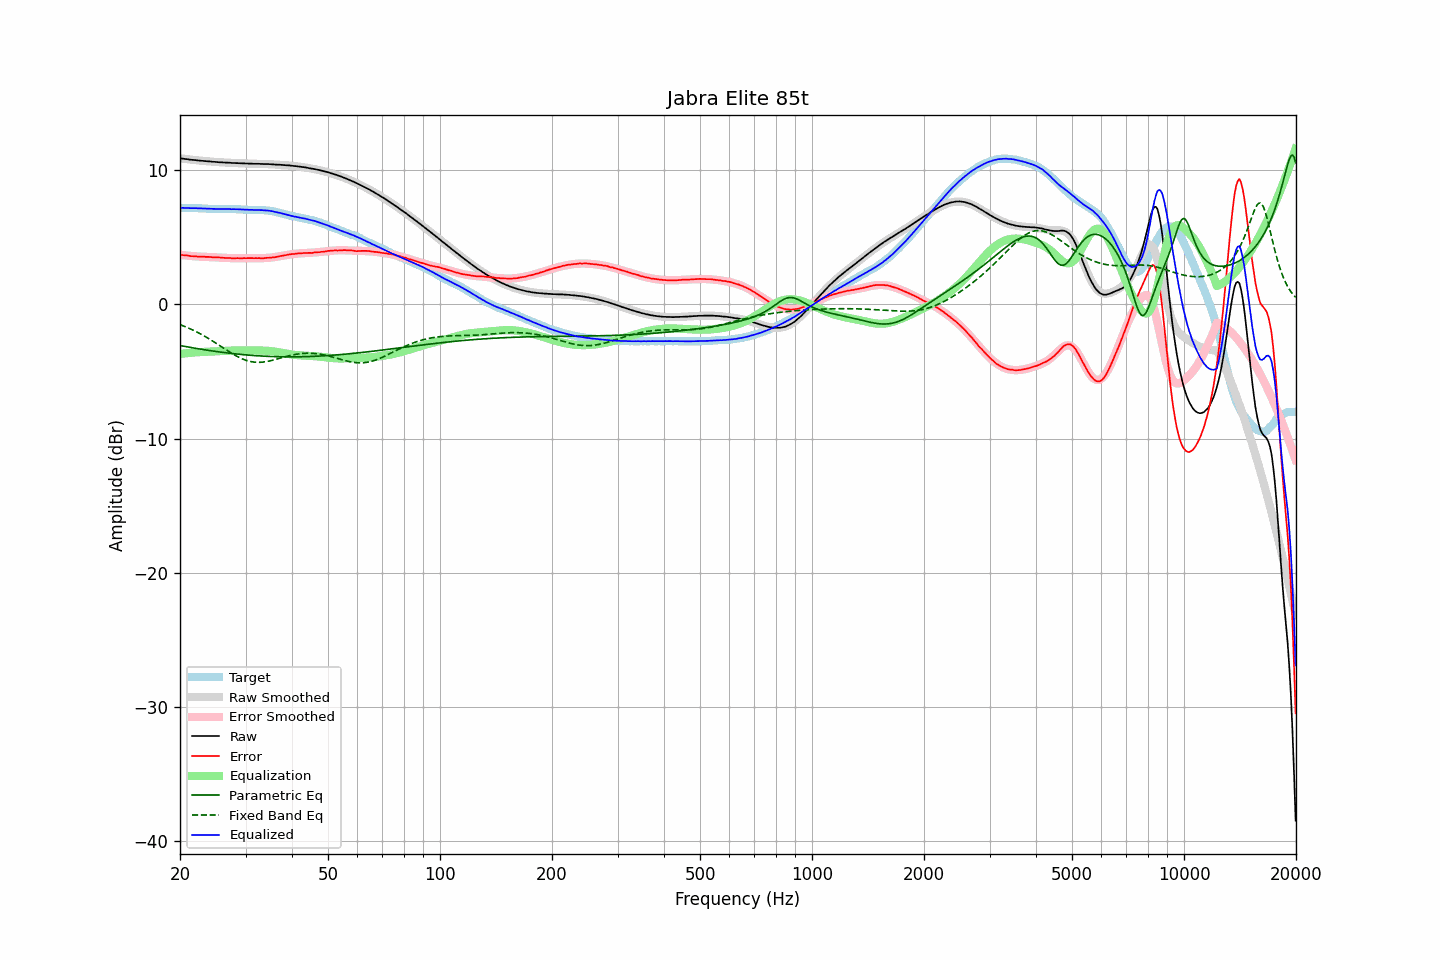 Jabra Elite 85t
10
0
−10
−20
−30
−40
Amplitude (dBr)
Target
Raw Smoothed
Error Smoothed
Raw
Error
Equalization
Parametric Eq
Fixed Band Eq
Equalized
20 50 100 200 500 1000 2000 5000 10000 20000
Frequency (Hz)